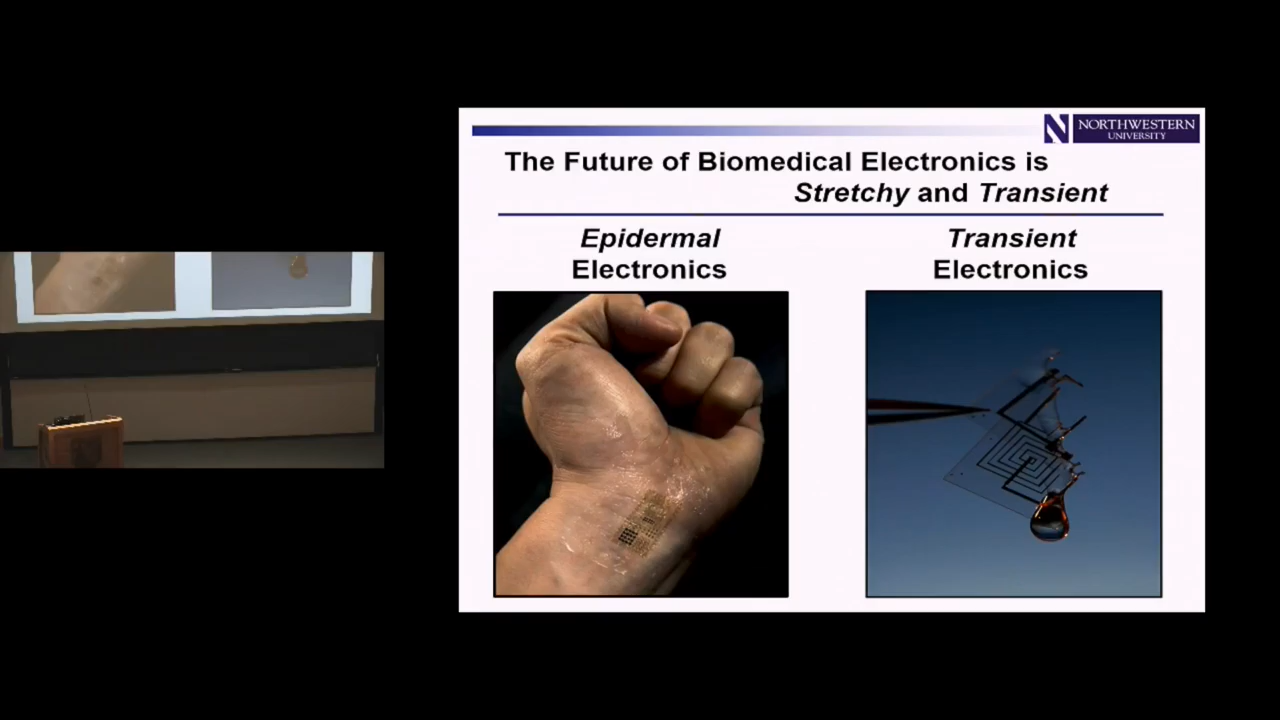 NORTHWESTERN
UNIVERSITY
The Future of Biomedical Electronics is
Stretchy and Transient
Epidermal
Electronics
Transient
Electronics